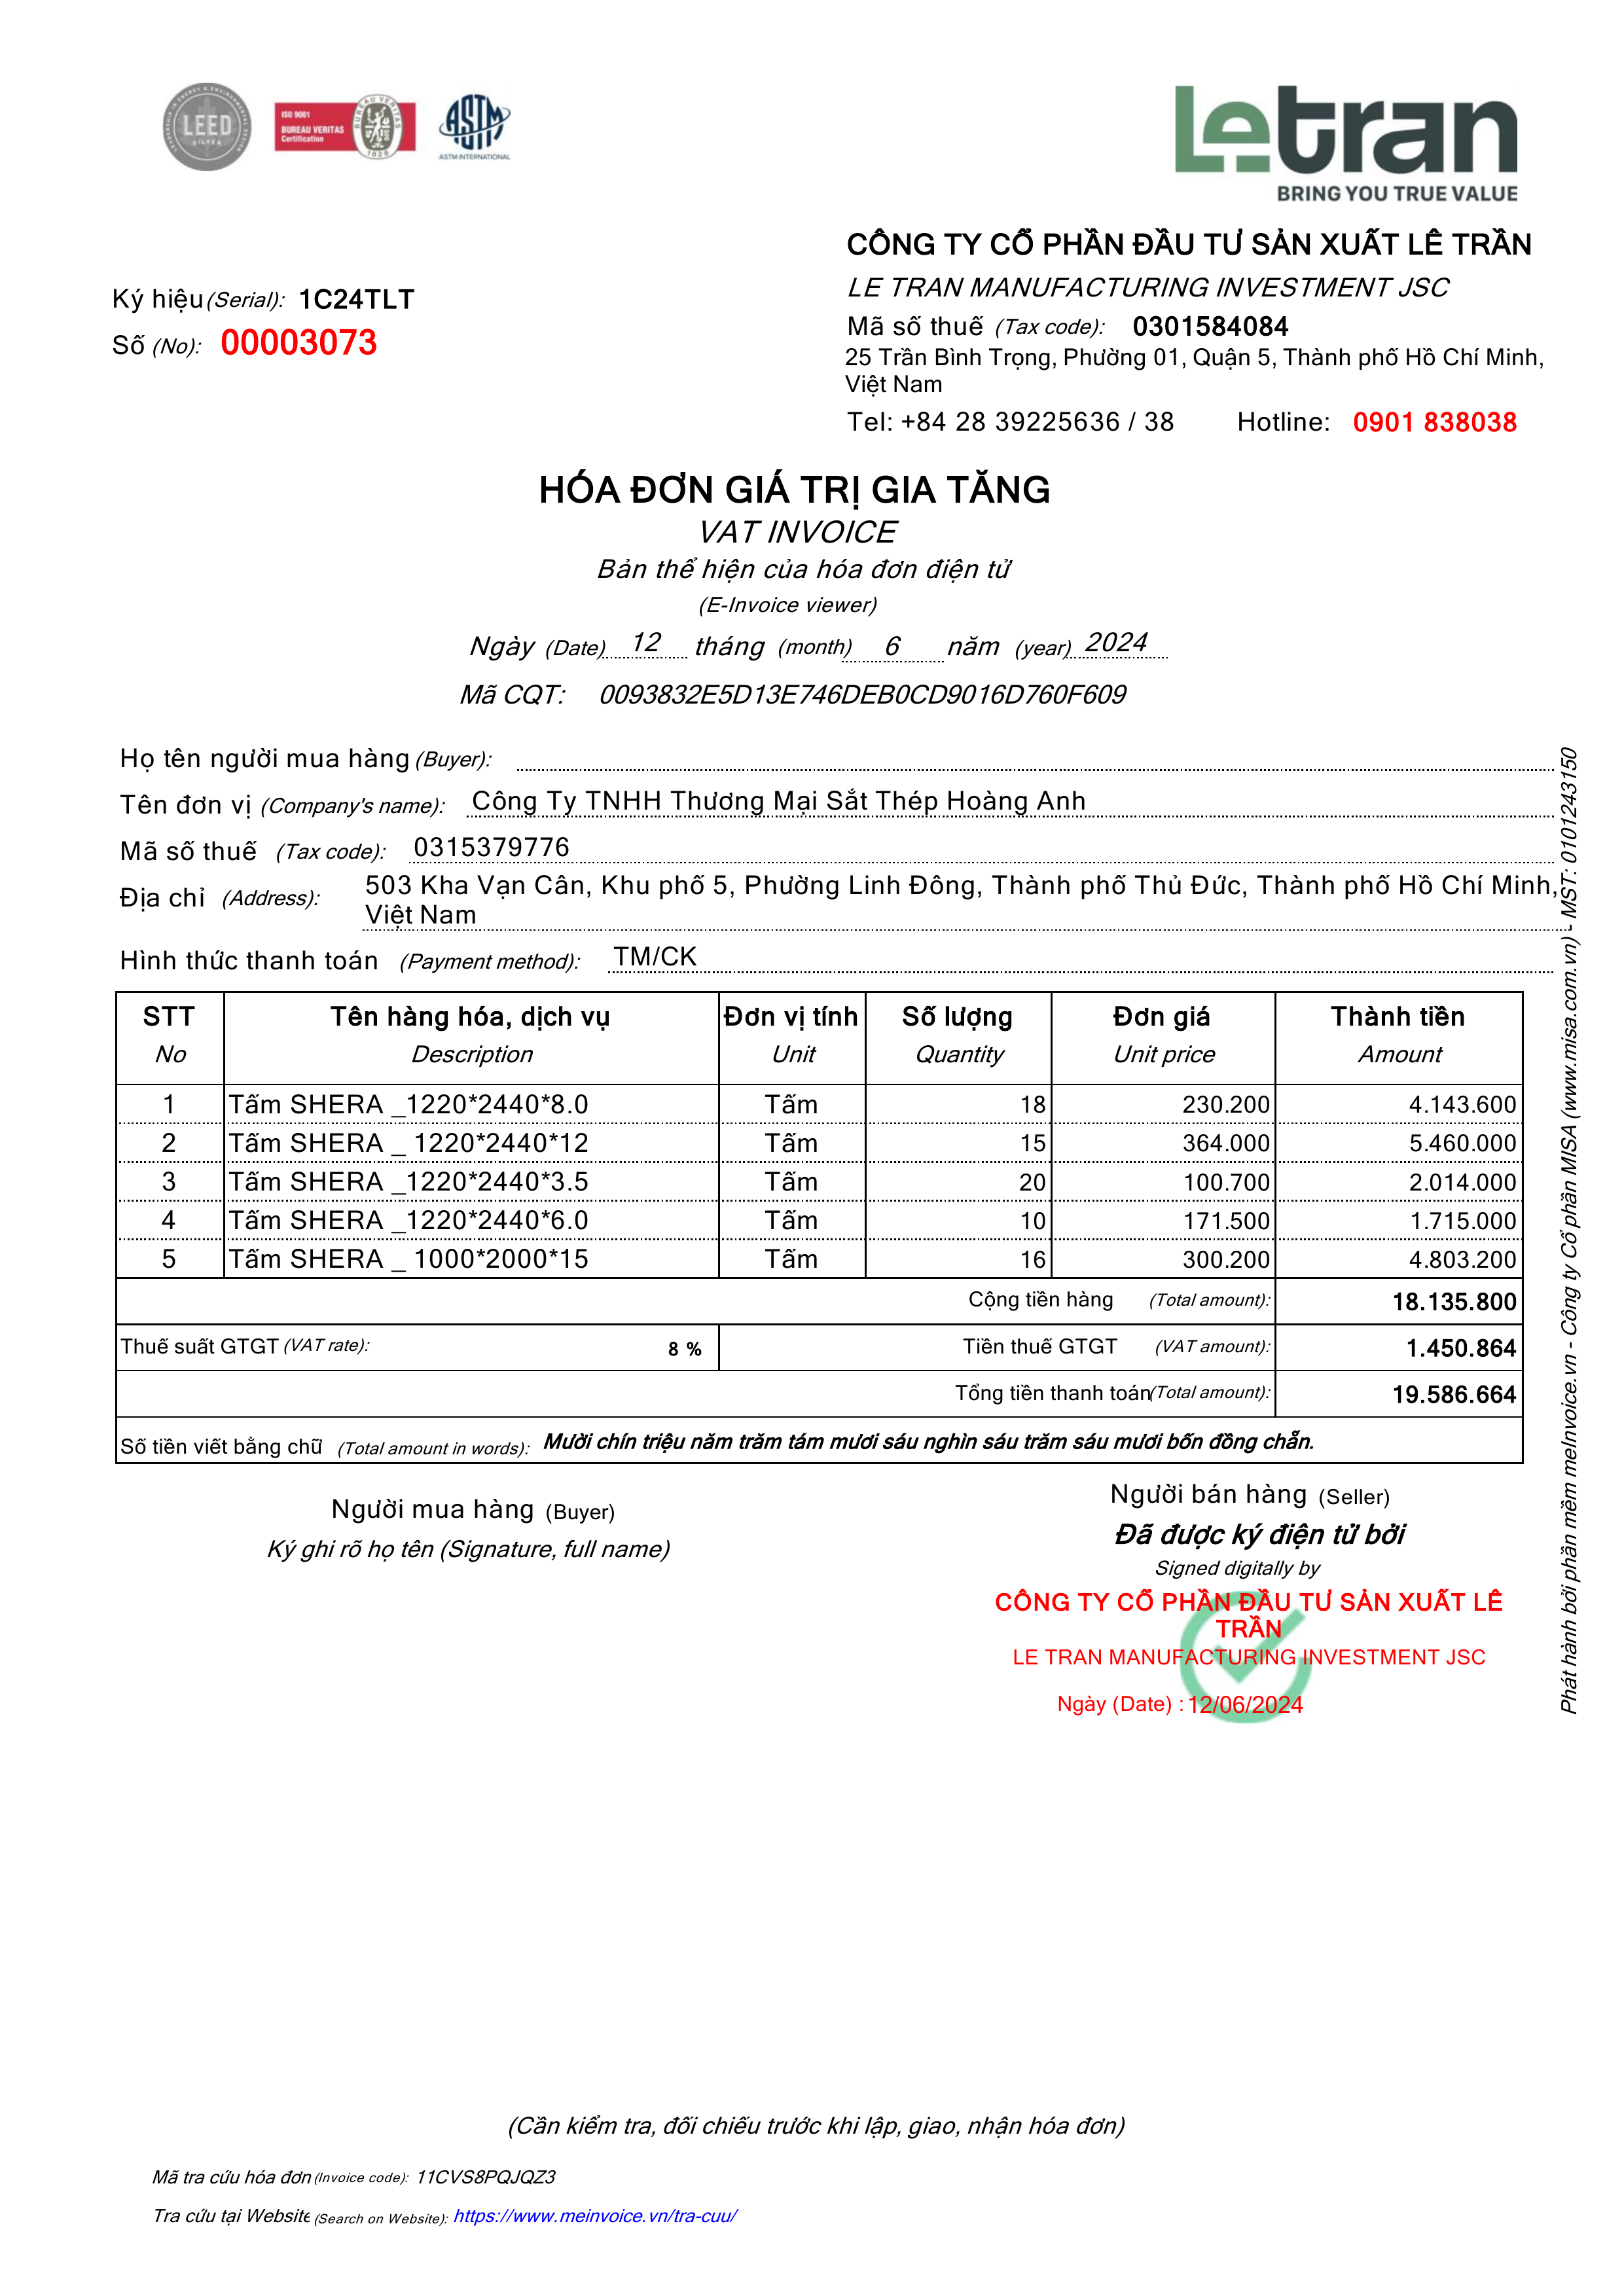 LEED
SILVER
ISO 9001
BUREAU VERITAS
Certification
BUREAU VERITAS
1828
ASTM
ASTM INTERNATIONAL
Letran
BRING YOU TRUE VALUE
CÔNG TY CỔ PHẦN ĐẦU TƯ SẢN XUẤT LÊ TRẦN
LE TRAN MANUFACTURING INVESTMENT JSC
Ký hiệu (Serial): 1C24TLT
Số (No): 00003073
Mã số thuế (Tax code): 0301584084
25 Trần Bình Trọng, Phường 01, Quận 5, Thành phố Hồ Chí Minh,
Việt Nam
Tel: +84 28 39225636 / 38 Hotline: 0901 838038
HÓA ĐƠN GIÁ TRỊ GIA TĂNG
VAT INVOICE
Bản thể hiện của hóa đơn điện tử
(E-Invoice viewer)
Ngày (Date) 12 tháng (month) 6 năm (year) 2024
Mã CQT: 0093832E5D13E746DEB0CD9016D760F609
Họ tên người mua hàng (Buyer):
Tên đơn vị (Company's name): Công Ty TNHH Thương Mại Sắt Thép Hoàng Anh
Mã số thuế (Tax code): 0315379776
Địa chỉ (Address): 503 Kha Vạn Cân, Khu phố 5, Phường Linh Đông, Thành phố Thủ Đức, Thành phố Hồ Chí Minh,
Việt Nam
Hình thức thanh toán (Payment method): TM/CK
STT Tên hàng hóa, dịch vụ Đơn vị tính Số lượng Đơn giá Thành tiền
No Description Unit Quantity Unit price Amount
1 Tấm SHERA _1220*2440*8.0 Tấm 18 230.200 4.143.600
2 Tấm SHERA _ 1220*2440*12 Tấm 15 364.000 5.460.000
3 Tấm SHERA _1220*2440*3.5 Tấm 20 100.700 2.014.000
4 Tấm SHERA _1220*2440*6.0 Tấm 10 171.500 1.715.000
5 Tấm SHERA _ 1000*2000*15 Tấm 16 300.200 4.803.200
Cộng tiền hàng (Total amount): 18.135.800
Thuế suất GTGT (VAT rate): 8 % Tiền thuế GTGT (VAT amount): 1.450.864
Tổng tiền thanh toán (Total amount): 19.586.664
Số tiền viết bằng chữ (Total amount in words): Mười chín triệu năm trăm tám mươi sáu nghìn sáu trăm sáu mươi bốn đồng chẵn.
Người mua hàng (Buyer)
Ký ghi rõ họ tên (Signature, full name)
Người bán hàng (Seller)
Đã được ký điện tử bởi
Signed digitally by
CÔNG TY CỔ PHẦN ĐẦU TƯ SẢN XUẤT LÊ
TRẦN
LE TRAN MANUFACTURING INVESTMENT JSC
Ngày (Date) : 12/06/2024
Phát hành bởi phần mềm meInvoice.vn - Công ty Cổ phần MISA (www.misa.com.vn) - MST: 0101243150
(Cần kiểm tra, đối chiếu trước khi lập, giao, nhận hóa đơn)
Mã tra cứu hóa đơn (Invoice code): 11CVS8PQJQZ3
Tra cứu tại Website (Search on Website): https://www.meinvoice.vn/tra-cuu/